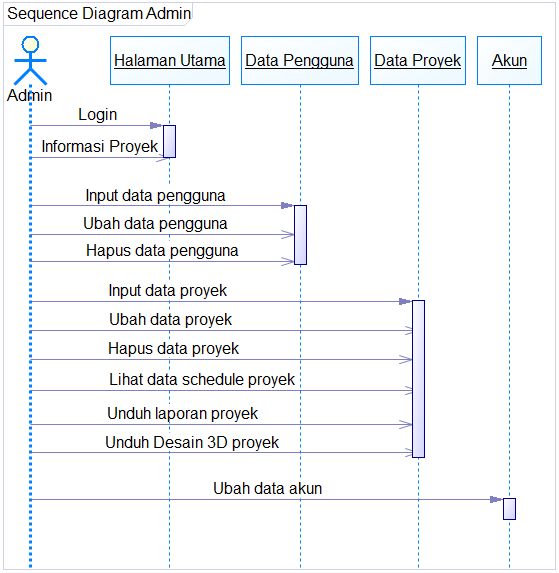 Sequence Diagram Admin
Admin
Halaman Utama
Data Pengguna
Data Proyek
Akun
Login
Informasi Proyek
Input data pengguna
Ubah data pengguna
Hapus data pengguna
Input data proyek
Ubah data proyek
Hapus data proyek
Lihat data schedule proyek
Unduh laporan proyek
Unduh Desain 3D proyek
Ubah data akun